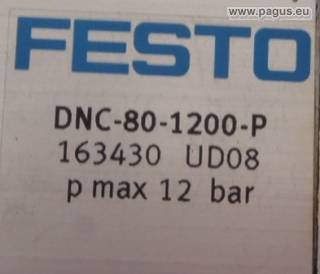 www.pagus.eu
FESTO
DNC-80-1200-P
163430 UD08
p max 12 bar